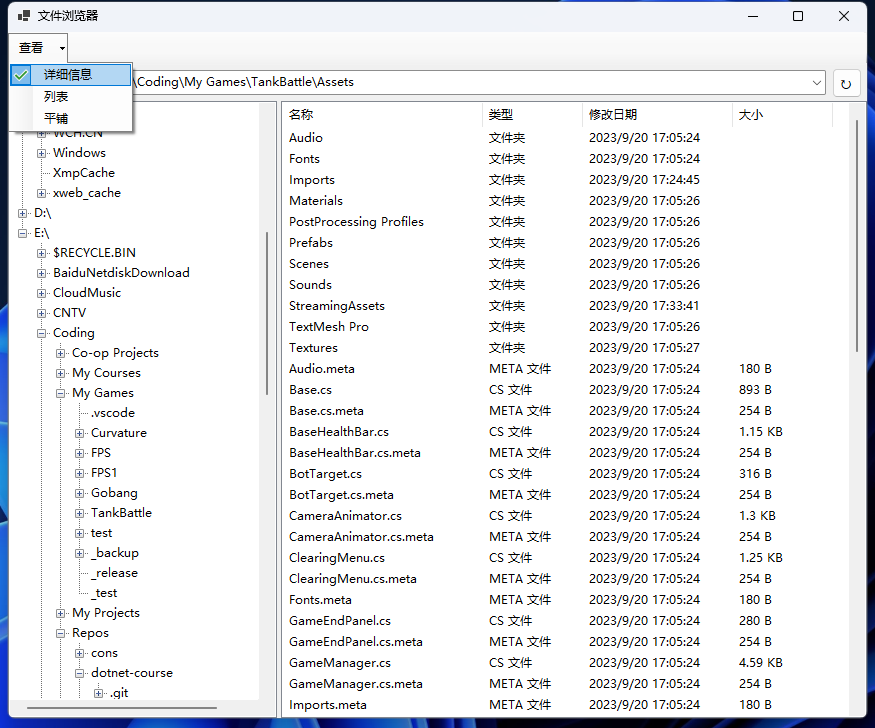 文件浏览器
查看
详细信息
列表
平铺
\Coding\My Games\TankBattle\Assets
WCH.CN
Windows
XmpCache
xweb_cache
D:\
E:\
$RECYCLE.BIN
BaiduNetdiskDownload
CloudMusic
CNTV
Coding
Co-op Projects
My Courses
My Games
.vscode
Curvature
FPS
FPS1
Gobang
TankBattle
test
_backup
_release
_test
My Projects
Repos
cons
dotnet-course
.git
名称 类型 修改日期 大小
Audio 文件夹 2023/9/20 17:05:24
Fonts 文件夹 2023/9/20 17:05:24
Imports 文件夹 2023/9/20 17:24:45
Materials 文件夹 2023/9/20 17:05:26
PostProcessing Profiles 文件夹 2023/9/20 17:05:26
Prefabs 文件夹 2023/9/20 17:05:26
Scenes 文件夹 2023/9/20 17:05:26
Sounds 文件夹 2023/9/20 17:05:26
StreamingAssets 文件夹 2023/9/20 17:33:41
TextMesh Pro 文件夹 2023/9/20 17:05:26
Textures 文件夹 2023/9/20 17:05:27
Audio.meta META 文件 2023/9/20 17:05:24 180 B
Base.cs CS 文件 2023/9/20 17:05:24 893 B
Base.cs.meta META 文件 2023/9/20 17:05:24 254 B
BaseHealthBar.cs CS 文件 2023/9/20 17:05:24 1.15 KB
BaseHealthBar.cs.meta META 文件 2023/9/20 17:05:24 254 B
BotTarget.cs CS 文件 2023/9/20 17:05:24 316 B
BotTarget.cs.meta META 文件 2023/9/20 17:05:24 254 B
CameraAnimator.cs CS 文件 2023/9/20 17:05:24 1.3 KB
CameraAnimator.cs.meta META 文件 2023/9/20 17:05:24 254 B
ClearingMenu.cs CS 文件 2023/9/20 17:05:24 1.25 KB
ClearingMenu.cs.meta META 文件 2023/9/20 17:05:24 254 B
Fonts.meta META 文件 2023/9/20 17:05:24 180 B
GameEndPanel.cs CS 文件 2023/9/20 17:05:24 280 B
GameEndPanel.cs.meta META 文件 2023/9/20 17:05:24 254 B
GameManager.cs CS 文件 2023/9/20 17:05:24 4.59 KB
GameManager.cs.meta META 文件 2023/9/20 17:05:24 254 B
Imports.meta META 文件 2023/9/20 17:05:24 180 B